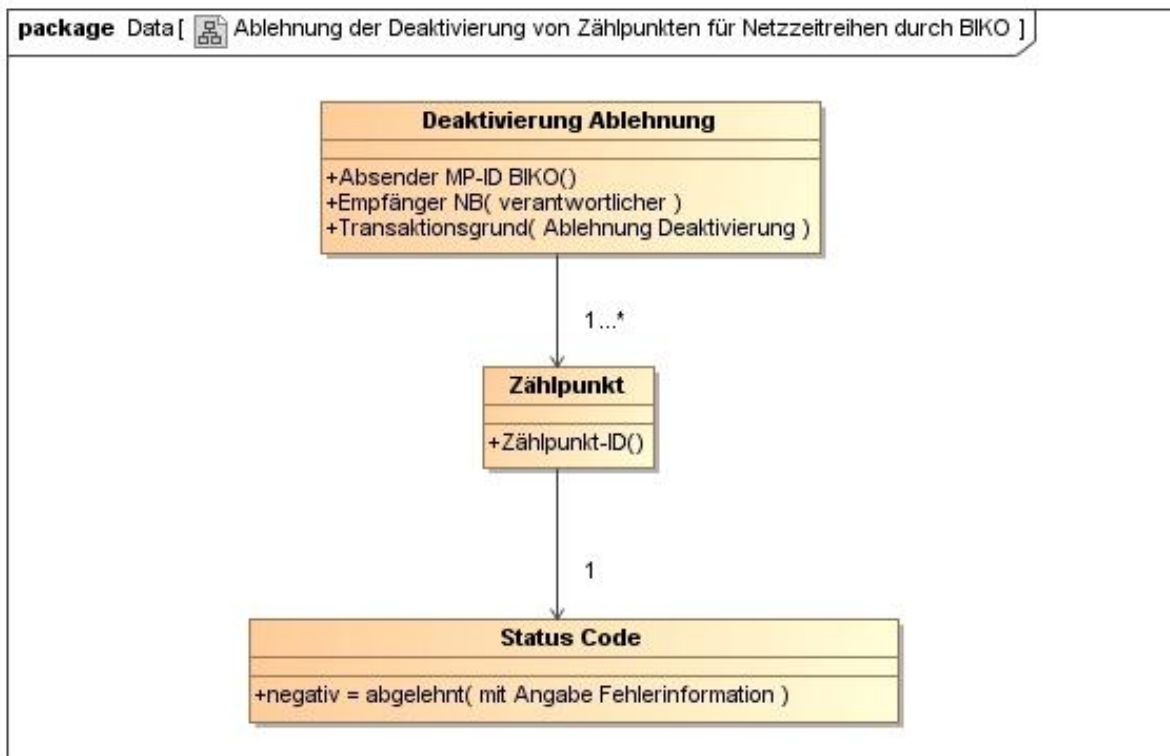 package Data [ Ablehnung der Deaktivierung von Zählpunkten für Netzzeitreihen durch BIKO ]
Deaktivierung Ablehnung
+Absender MP-ID BIKO()
+Empfänger NB( verantwortlicher )
+Transaktionsgrund( Ablehnung Deaktivierung )
1...*
Zählpunkt
+Zählpunkt-ID()
1
Status Code
+negativ = abgelehnt( mit Angabe Fehlerinformation )